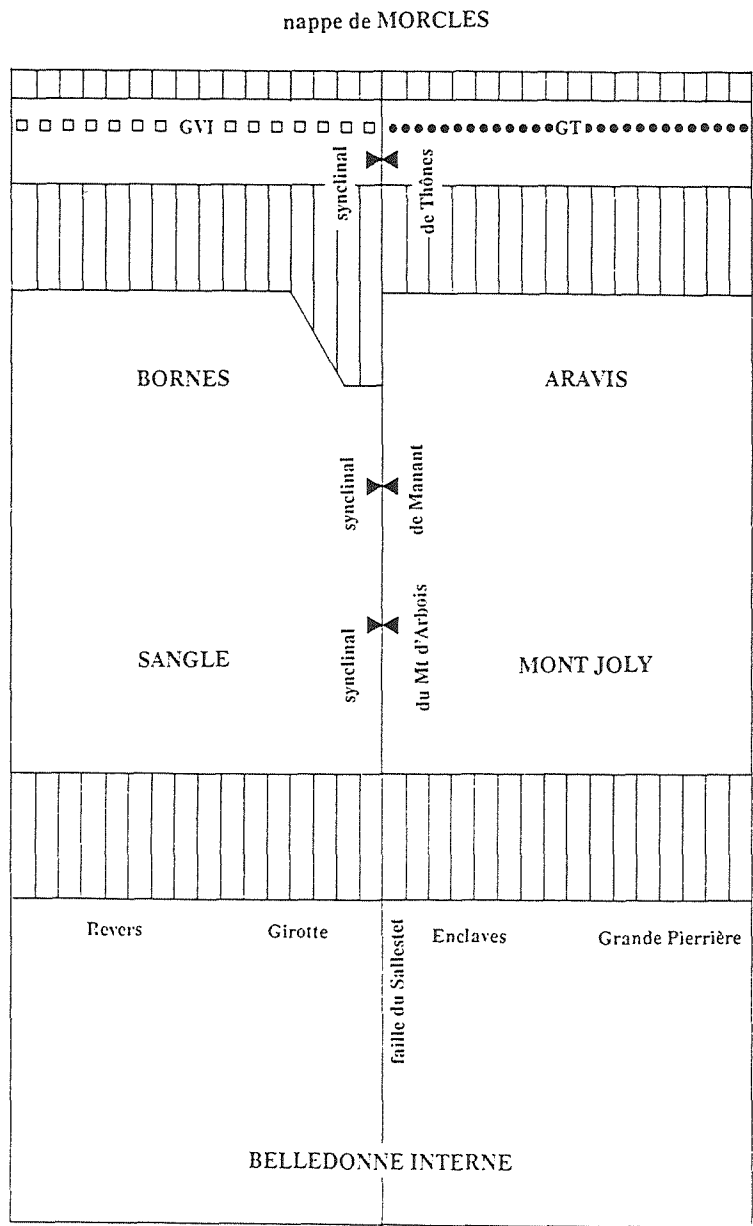 nappe de MORCLES
GVI
GT
synclinal
de Thônes
BORNES
ARAVIS
synclinal
de Manant
synclinal
du Mt d'Arbois
SANGLE
MONT JOLY
Revers
Girotte
faille du Sallestet
Enclaves
Grande Pierrière
BELLEDONNE INTERNE